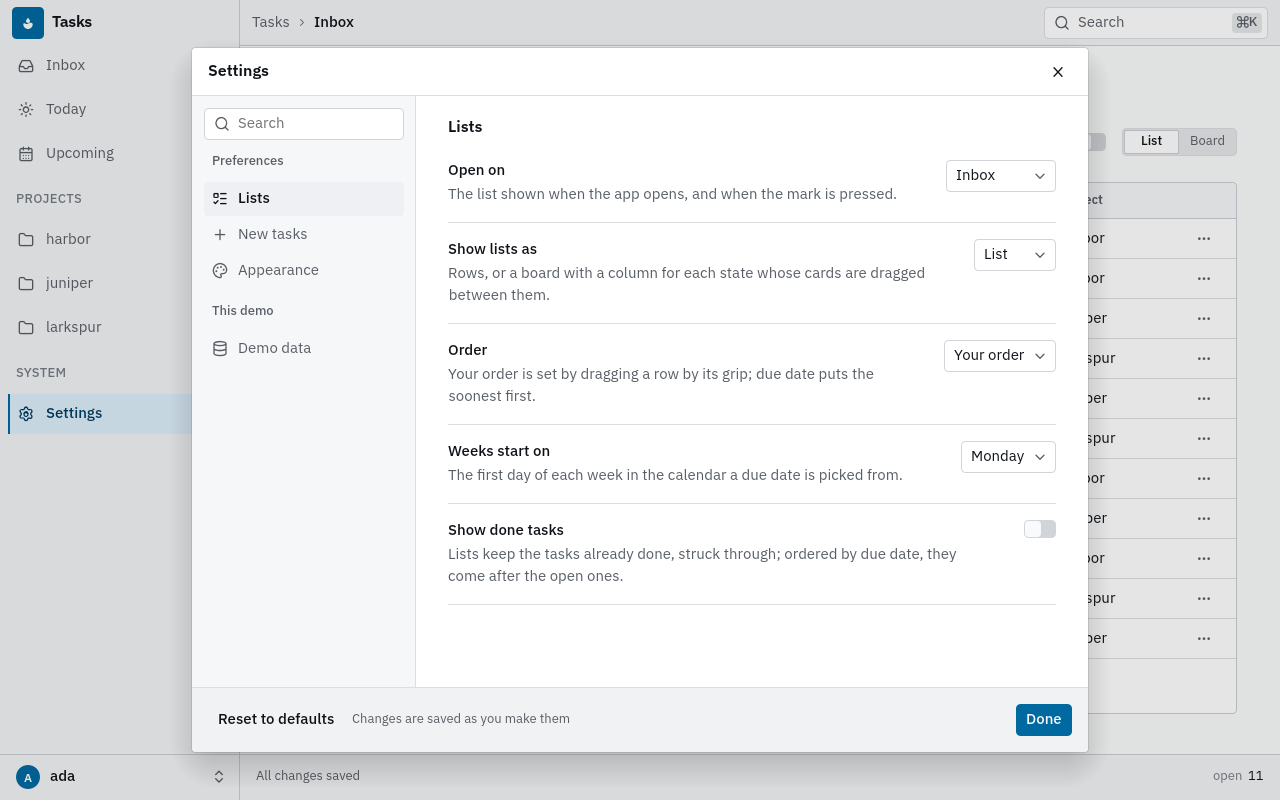 Tasks
Tasks › Inbox
Search
⌘K
Inbox
Today
Upcoming
PROJECTS
harbor
juniper
larkspur
SYSTEM
Settings
Settings
Search
Preferences
Lists
New tasks
Appearance
This demo
Demo data
Lists
Open on
The list shown when the app opens, and when the mark is pressed.
Inbox
Show lists as
Rows, or a board with a column for each state whose cards are dragged
between them.
List
Order
Your order is set by dragging a row by its grip; due date puts the
soonest first.
Your order
Weeks start on
The first day of each week in the calendar a due date is picked from.
Monday
Show done tasks
Lists keep the tasks already done, struck through; ordered by due date, they
come after the open ones.
Reset to defaults
Changes are saved as you make them
Done
List
Board
A
ada
All changes saved
open 11